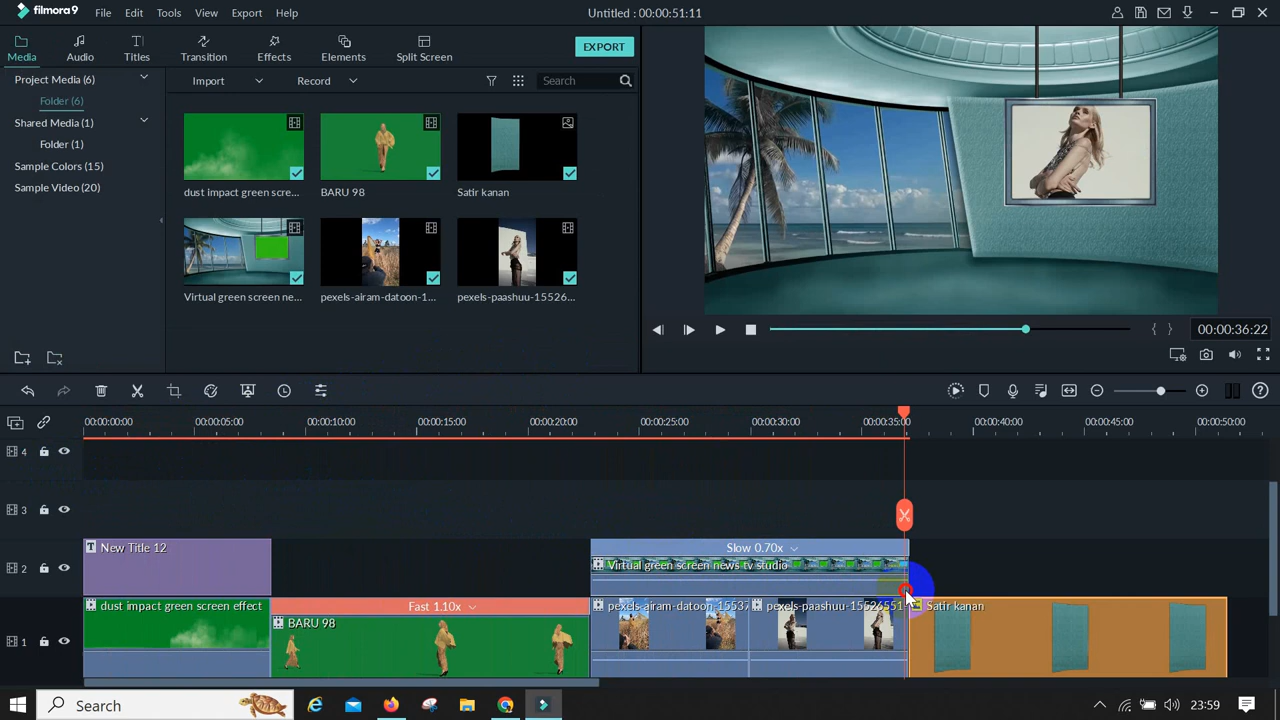 filmora9
File
Edit
Tools
View
Export
Help
Untitled : 00:00:51:11
Media
Audio
Titles
Transition
Effects
Elements
Split Screen
EXPORT
Project Media (6)
Folder (6)
Shared Media (1)
Folder (1)
Sample Colors (15)
Sample Video (20)
Import
Record
Search
dust impact green scre...
BARU 98
Satir kanan
Virtual green screen ne...
pexels-airam-datoon-1...
pexels-paashuu-15526...
00:00:36:22
00:00:00:00
00:00:05:00
00:00:10:00
00:00:15:00
00:00:20:00
00:00:25:00
00:00:30:00
00:00:35:00
00:00:40:00
00:00:45:00
00:00:50:00
4
3
2
New Title 12
Slow 0.70x
Virtual green screen news tv studio
1
dust impact green screen effect
Fast 1.10x
BARU 98
pexels-airam-datoon-15537
pexels-paashuu-15526551
Satir kanan
Search
23:59